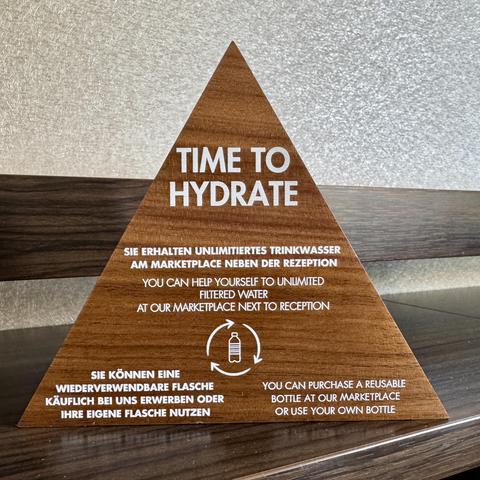 TIME TO
HYDRATE
SIE ERHALTEN UNLIMITIERTES TRINKWASSER
AM MARKETPLACE NEBEN DER REZEPTION
YOU CAN HELP YOURSELF TO UNLIMITED
FILTERED WATER
AT OUR MARKETPLACE NEXT TO RECEPTION
SIE KÖNNEN EINE
WIEDERVERWENDBARE FLASCHE
KÄUFLICH BEI UNS ERWERBEN ODER
IHRE EIGENE FLASCHE NUTZEN
YOU CAN PURCHASE A REUSABLE
BOTTLE AT OUR MARKETPLACE
OR USE YOUR OWN BOTTLE